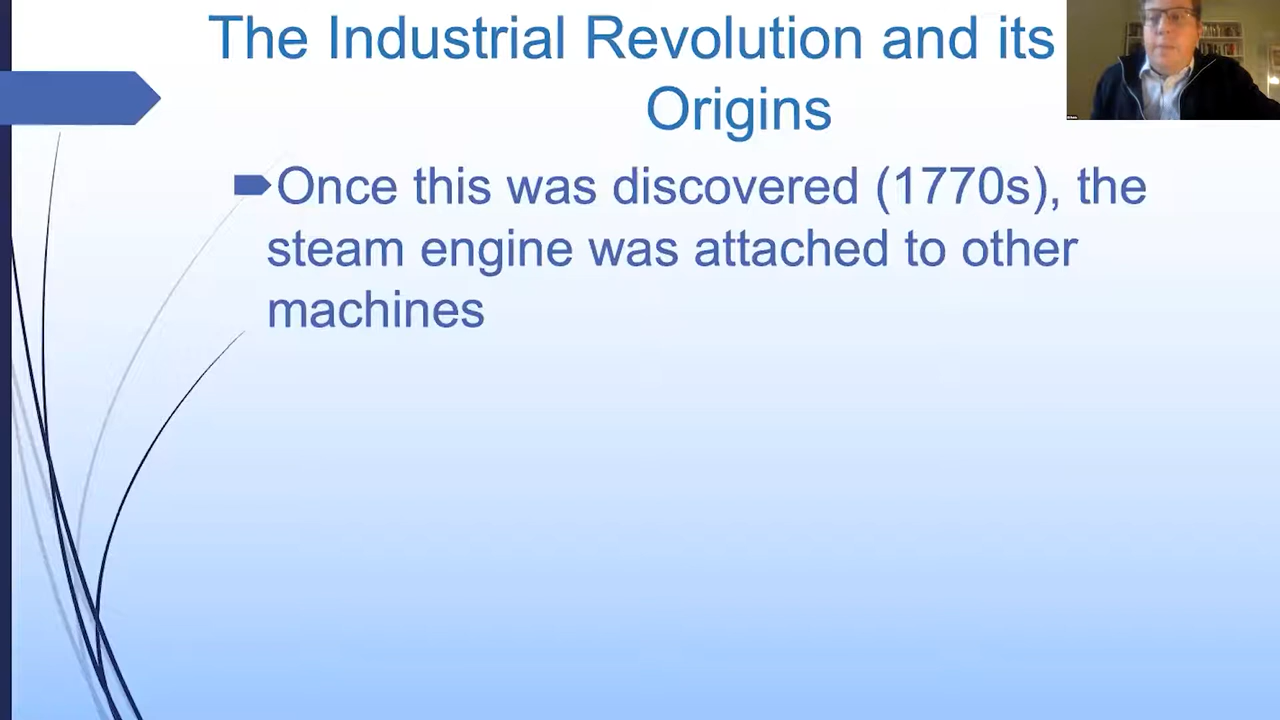 The Industrial Revolution and its
Origins
Once this was discovered (1770s), the
steam engine was attached to other
machines